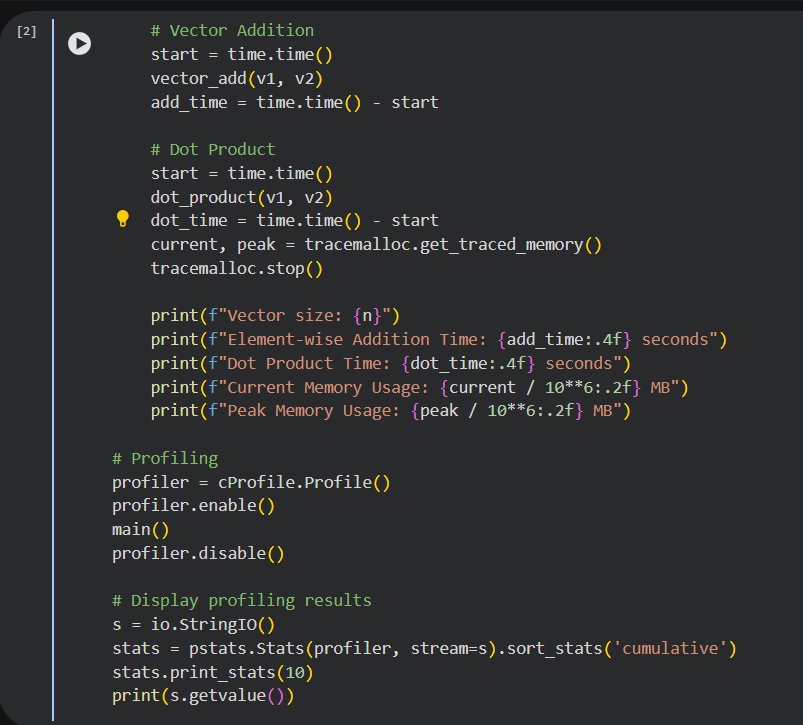 [2]
    # Vector Addition
    start = time.time()
    vector_add(v1, v2)
    add_time = time.time() - start

    # Dot Product
    start = time.time()
    dot_product(v1, v2)
    dot_time = time.time() - start
    current, peak = tracemalloc.get_traced_memory()
    tracemalloc.stop()

    print(f"Vector size: {n}")
    print(f"Element-wise Addition Time: {add_time:.4f} seconds")
    print(f"Dot Product Time: {dot_time:.4f} seconds")
    print(f"Current Memory Usage: {current / 10**6:.2f} MB")
    print(f"Peak Memory Usage: {peak / 10**6:.2f} MB")

# Profiling
profiler = cProfile.Profile()
profiler.enable()
main()
profiler.disable()

# Display profiling results
s = io.StringIO()
stats = pstats.Stats(profiler, stream=s).sort_stats('cumulative')
stats.print_stats(10)
print(s.getvalue())